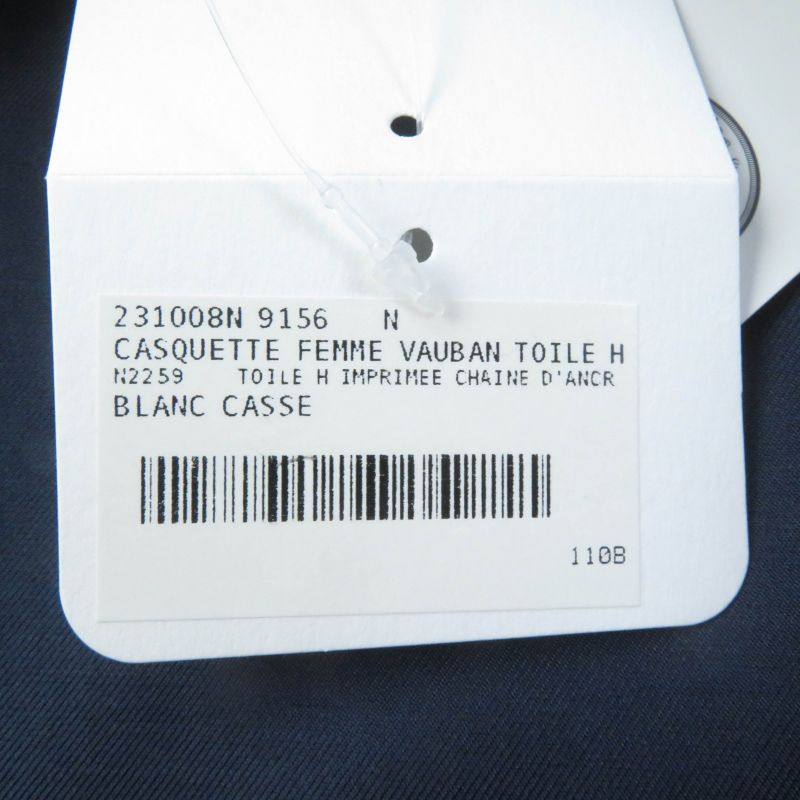 231008N 9156 N
CASQUETTE FEMME VAUBAN TOILE H
N2259 TOILE H IMPRIMEE CHAINE D'ANCR
BLANC CASSE
110B